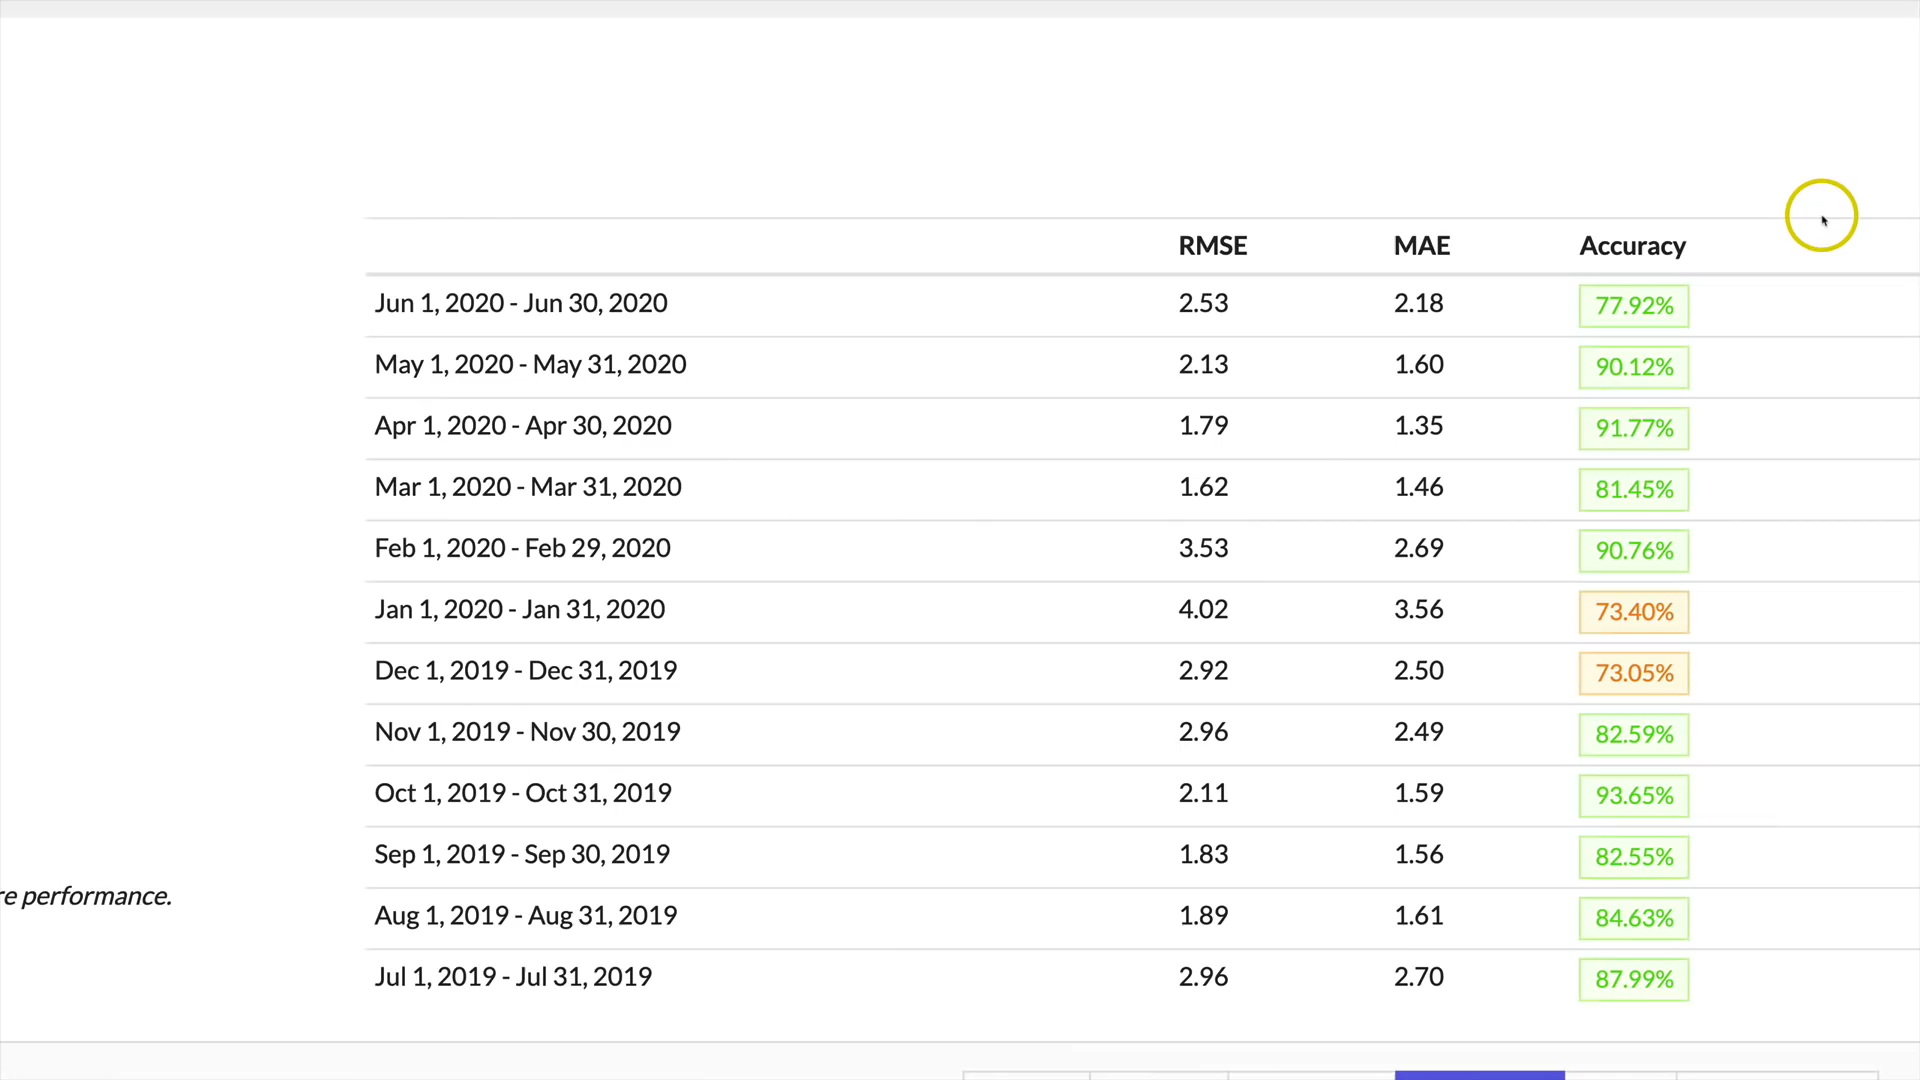 RMSE MAE Accuracy
Jun 1, 2020 - Jun 30, 2020 2.53 2.18 77.92%
May 1, 2020 - May 31, 2020 2.13 1.60 90.12%
Apr 1, 2020 - Apr 30, 2020 1.79 1.35 91.77%
Mar 1, 2020 - Mar 31, 2020 1.62 1.46 81.45%
Feb 1, 2020 - Feb 29, 2020 3.53 2.69 90.76%
Jan 1, 2020 - Jan 31, 2020 4.02 3.56 73.40%
Dec 1, 2019 - Dec 31, 2019 2.92 2.50 73.05%
Nov 1, 2019 - Nov 30, 2019 2.96 2.49 82.59%
Oct 1, 2019 - Oct 31, 2019 2.11 1.59 93.65%
Sep 1, 2019 - Sep 30, 2019 1.83 1.56 82.55%
re performance.
Aug 1, 2019 - Aug 31, 2019 1.89 1.61 84.63%
Jul 1, 2019 - Jul 31, 2019 2.96 2.70 87.99%